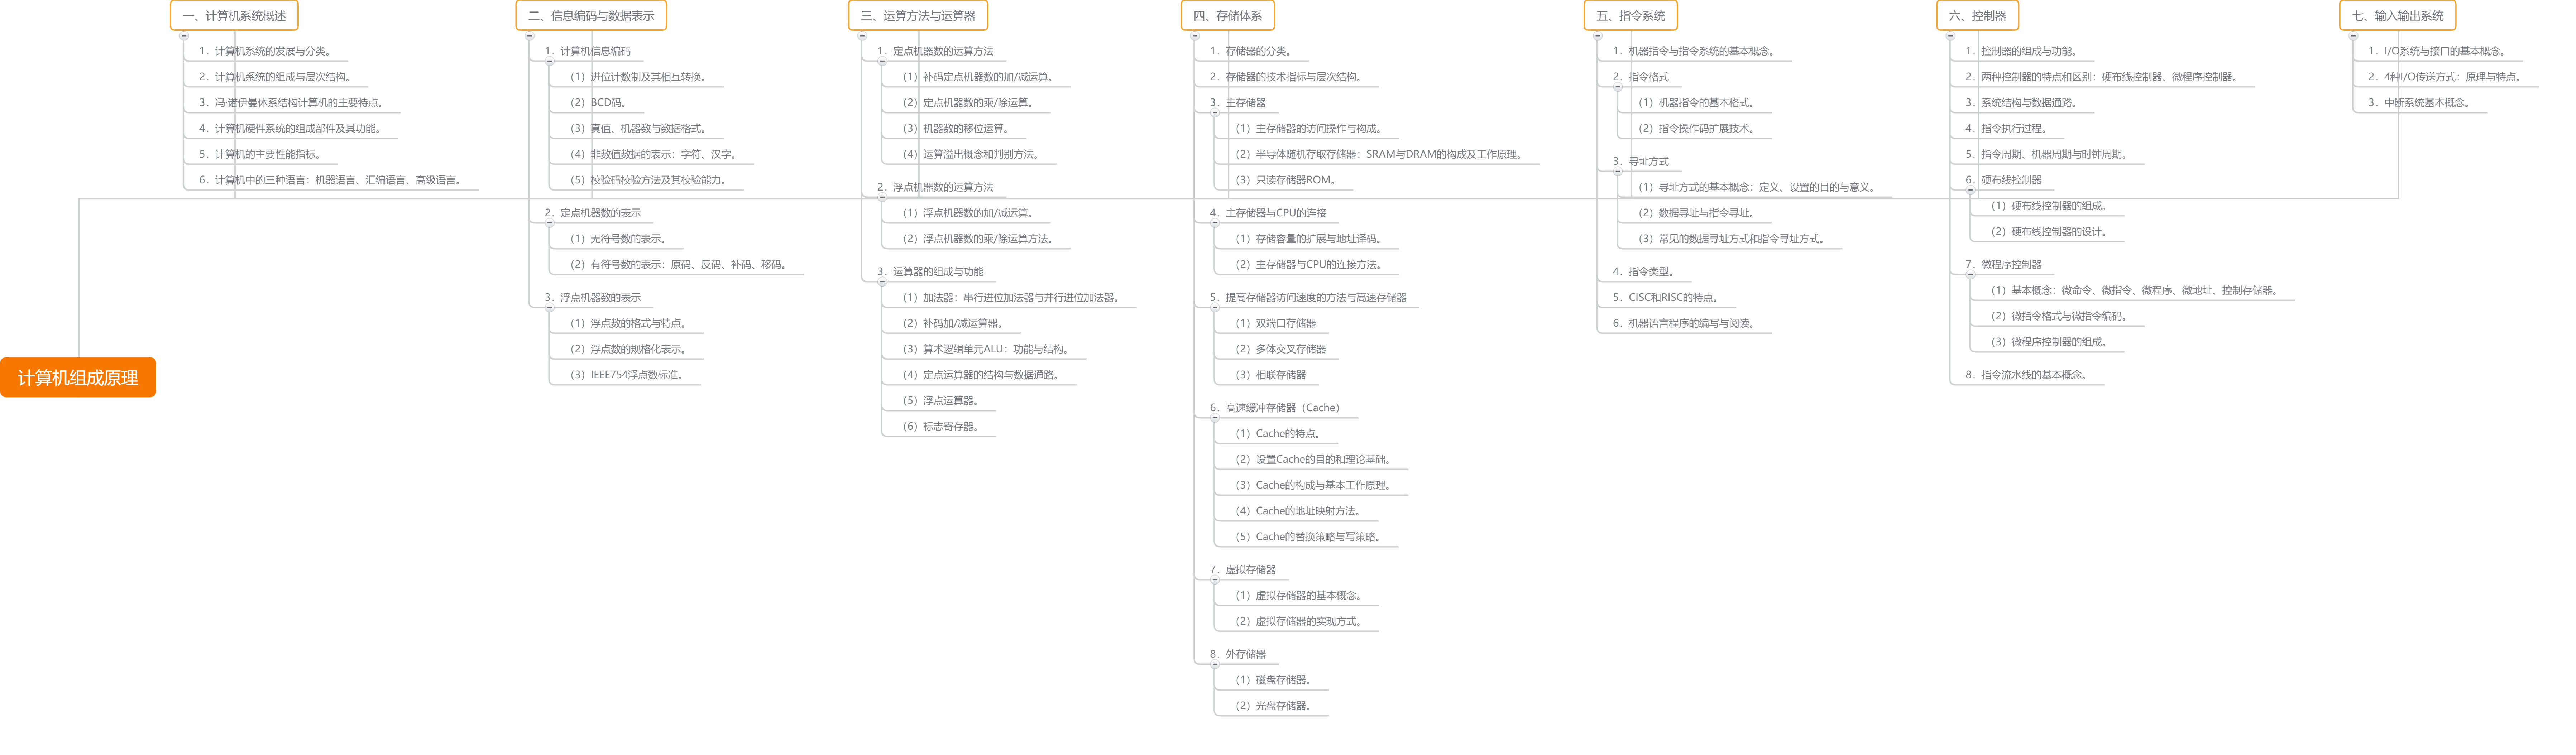 计算机组成原理
一、计算机系统概述
1．计算机系统的发展与分类。
2．计算机系统的组成与层次结构。
3．冯·诺伊曼体系结构计算机的主要特点。
4．计算机硬件系统的组成部件及其功能。
5．计算机的主要性能指标。
6．计算机中的三种语言：机器语言、汇编语言、高级语言。
二、信息编码与数据表示
1．计算机信息编码
（1）进位计数制及其相互转换。
（2）BCD码。
（3）真值、机器数与数据格式。
（4）非数值数据的表示：字符、汉字。
（5）校验码校验方法及其校验能力。
2．定点机器数的表示
（1）无符号数的表示。
（2）有符号数的表示：原码、反码、补码、移码。
3．浮点机器数的表示
（1）浮点数的格式与特点。
（2）浮点数的规格化表示。
（3）IEEE754浮点数标准。
三、运算方法与运算器
1．定点机器数的运算方法
（1）补码定点机器数的加/减运算。
（2）定点机器数的乘/除运算。
（3）机器数的移位运算。
（4）运算溢出概念和判别方法。
2．浮点机器数的运算方法
（1）浮点机器数的加/减运算。
（2）浮点机器数的乘/除运算方法。
3．运算器的组成与功能
（1）加法器：串行进位加法器与并行进位加法器。
（2）补码加/减运算器。
（3）算术逻辑单元ALU：功能与结构。
（4）定点运算器的结构与数据通路。
（5）浮点运算器。
（6）标志寄存器。
四、存储体系
1．存储器的分类。
2．存储器的技术指标与层次结构。
3．主存储器
（1）主存储器的访问操作与构成。
（2）半导体随机存取存储器：SRAM与DRAM的构成及工作原理。
（3）只读存储器ROM。
4．主存储器与CPU的连接
（1）存储容量的扩展与地址译码。
（2）主存储器与CPU的连接方法。
5．提高存储器访问速度的方法与高速存储器
（1）双端口存储器
（2）多体交叉存储器
（3）相联存储器
6．高速缓冲存储器（Cache）
（1）Cache的特点。
（2）设置Cache的目的和理论基础。
（3）Cache的构成与基本工作原理。
（4）Cache的地址映射方法。
（5）Cache的替换策略与写策略。
7．虚拟存储器
（1）虚拟存储器的基本概念。
（2）虚拟存储器的实现方式。
8．外存储器
（1）磁盘存储器。
（2）光盘存储器。
五、指令系统
1．机器指令与指令系统的基本概念。
2．指令格式
（1）机器指令的基本格式。
（2）指令操作码扩展技术。
3．寻址方式
（1）寻址方式的基本概念：定义、设置的目的与意义。
（2）数据寻址与指令寻址。
（3）常见的数据寻址方式和指令寻址方式。
4．指令类型。
5．CISC和RISC的特点。
6．机器语言程序的编写与阅读。
六、控制器
1．控制器的组成与功能。
2．两种控制器的特点和区别：硬布线控制器、微程序控制器。
3．系统结构与数据通路。
4．指令执行过程。
5．指令周期、机器周期与时钟周期。
6．硬布线控制器
（1）硬布线控制器的组成。
（2）硬布线控制器的设计。
7．微程序控制器
（1）基本概念：微命令、微指令、微程序、微地址、控制存储器。
（2）微指令格式与微指令编码。
（3）微程序控制器的组成。
8．指令流水线的基本概念。
七、输入输出系统
1．I/O系统与接口的基本概念。
2．4种I/O传送方式：原理与特点。
3．中断系统基本概念。